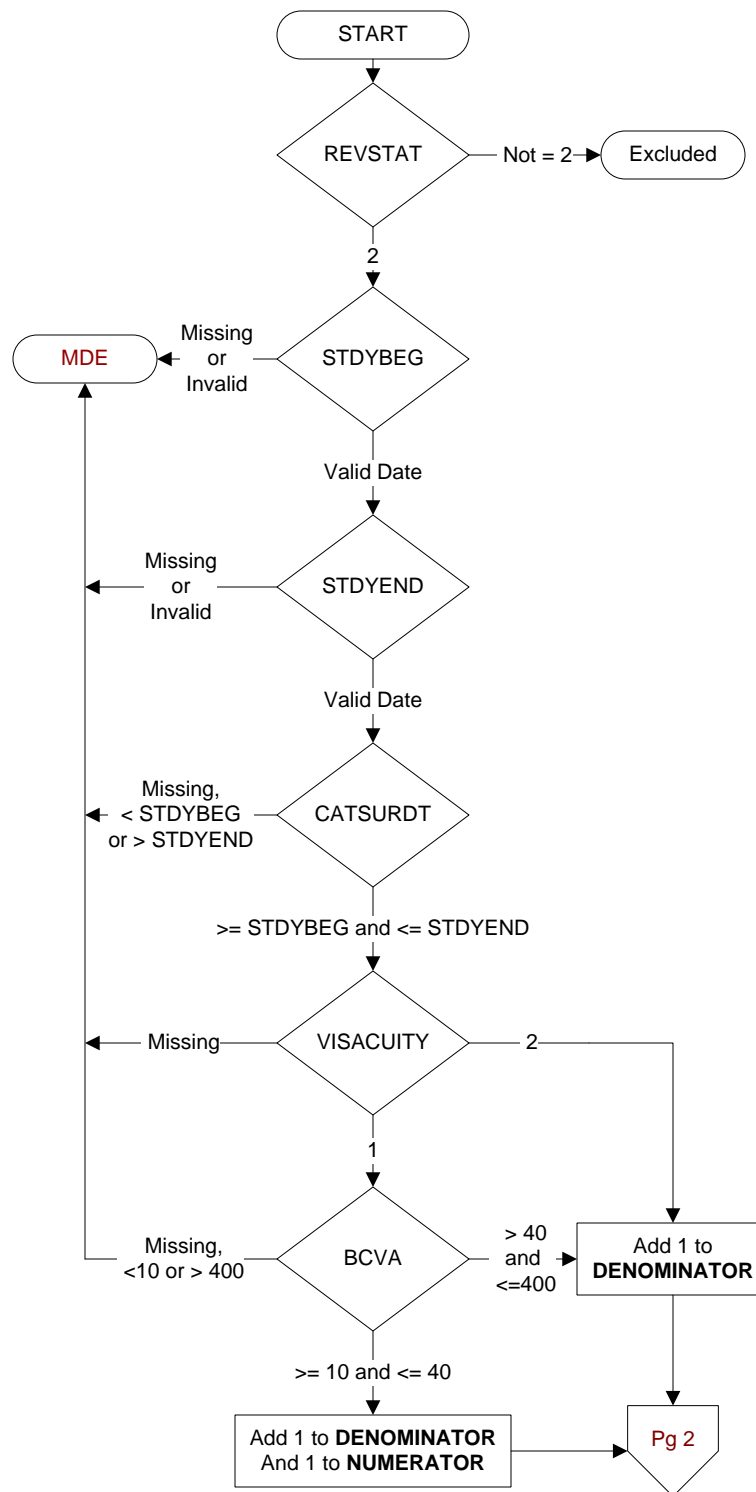 START
REVSTAT
Not = 2
Excluded
2
Missing
or
Invalid
MDE
STDYBEG
Valid Date
Missing
or
Invalid
STDYEND
Valid Date
Missing,
< STDYBEG
or > STDYEND
CATSURDT
>= STDYBEG and <= STDYEND
Missing
VISACUITY
2
1
Missing,
<10 or > 400
BCVA
> 40
and
<=400
Add 1 to
DENOMINATOR
>= 10 and <= 40
Add 1 to DENOMINATOR
And 1 to NUMERATOR
Pg 2